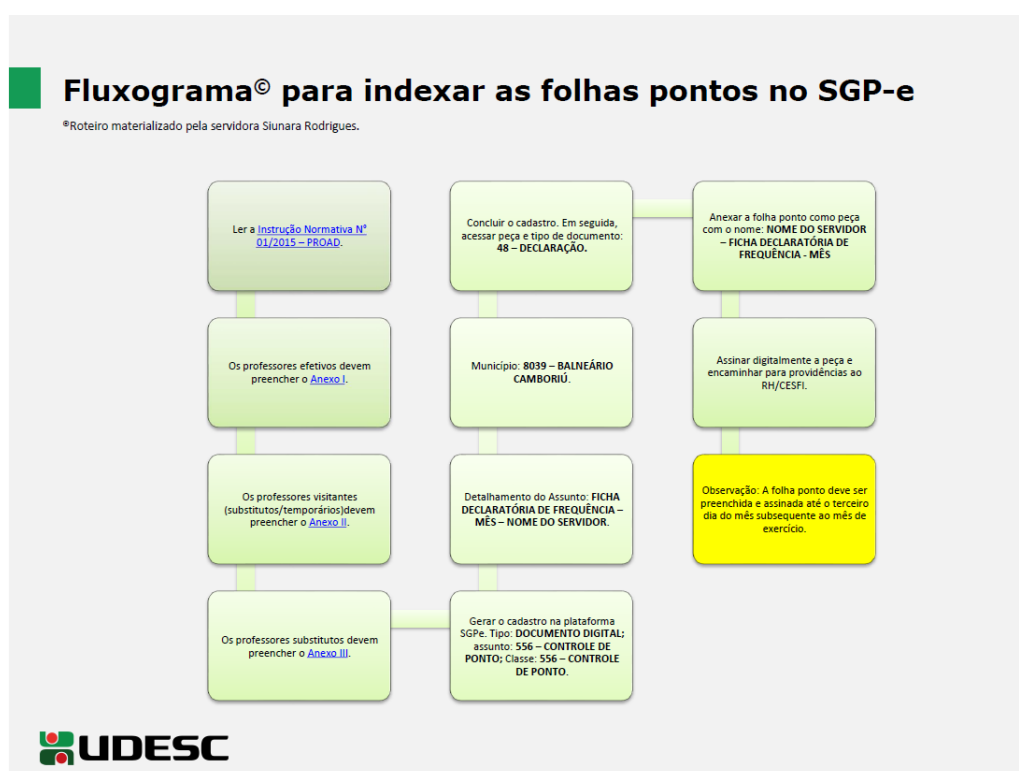 Fluxograma© para indexar as folhas pontos no SGP-e
©Roteiro materializado pela servidora Siunara Rodrigues.
Ler a Instrução Normativa N°
01/2015 – PROAD.
Os professores efetivos devem
preencher o Anexo I.
Os professores visitantes
(substitutos/temporários)devem
preencher o Anexo II.
Os professores substitutos devem
preencher o Anexo III.
Gerar o cadastro na plataforma
SGPe. Tipo: DOCUMENTO DIGITAL;
assunto: 556 – CONTROLE DE
PONTO; Classe: 556 – CONTROLE
DE PONTO.
Detalhamento do Assunto: FICHA
DECLARATÓRIA DE FREQUÊNCIA –
MÊS – NOME DO SERVIDOR.
Município: 8039 – BALNEÁRIO
CAMBORIÚ.
Concluir o cadastro. Em seguida,
acessar peça e tipo de documento:
48 – DECLARAÇÃO.
Anexar a folha ponto como peça
com o nome: NOME DO SERVIDOR
– FICHA DECLARATÓRIA DE
FREQUÊNCIA - MÊS
Assinar digitalmente a peça e
encaminhar para providências ao
RH/CESFI.
Observação: A folha ponto deve ser
preenchida e assinada até o terceiro
dia do mês subsequente ao mês de
exercício.
UDESC